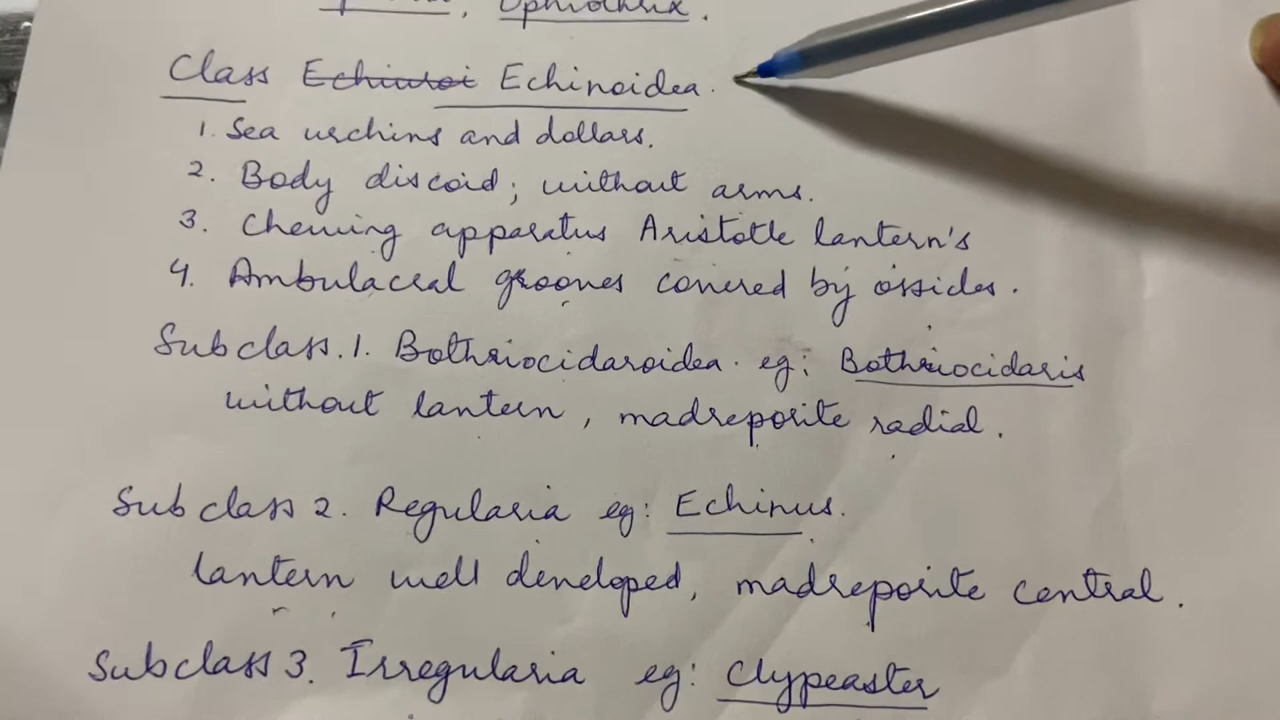 Ophiothrix.
Class Echiuroi Echinoidea.
1. Sea urchins and dollars.
2. Body discoid; without arms.
3. Chewing apparatus Aristotle lantern's
4. Ambulacral grooves covered by ossicles.
Subclass.1. Bothriocidaroidea. eg: Bothriocidaris
without lantern, madreporite radial.
Subclass 2. Regularia eg: Echinus.
lantern well developed, madreporite central.
Subclass 3. Irregularia eg: Clypeaster